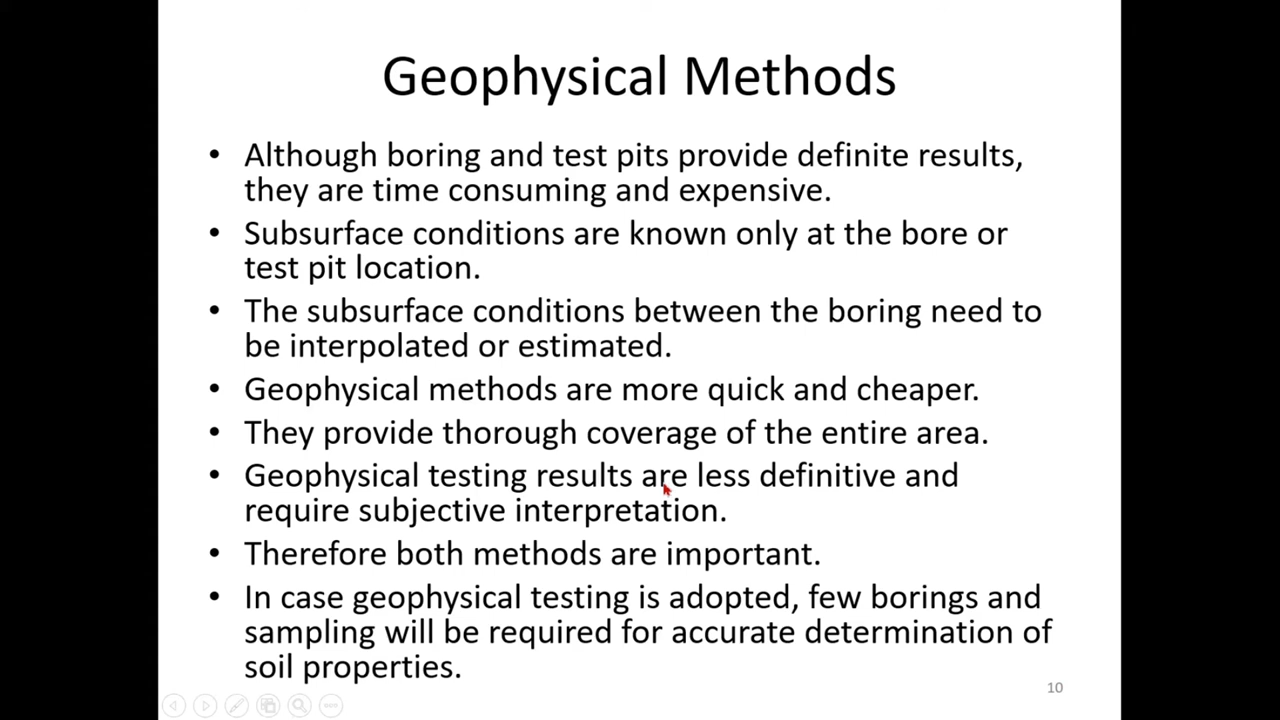 Geophysical Methods
• Although boring and test pits provide definite results,
they are time consuming and expensive.
• Subsurface conditions are known only at the bore or
test pit location.
• The subsurface conditions between the boring need to
be interpolated or estimated.
• Geophysical methods are more quick and cheaper.
• They provide thorough coverage of the entire area.
• Geophysical testing results are less definitive and
require subjective interpretation.
• Therefore both methods are important.
• In case geophysical testing is adopted, few borings and
sampling will be required for accurate determination of
soil properties.
10